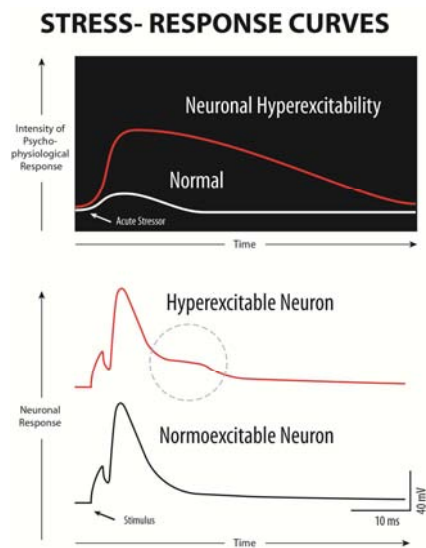 STRESS- RESPONSE CURVES
Intensity of
Psycho-
physiological
Response
Neuronal Hyperexcitability
Normal
Acute Stressor
Time
Hyperexcitable Neuron
Neuronal
Response
Normoexcitable Neuron
Stimulus
40 mV
10 ms
Time